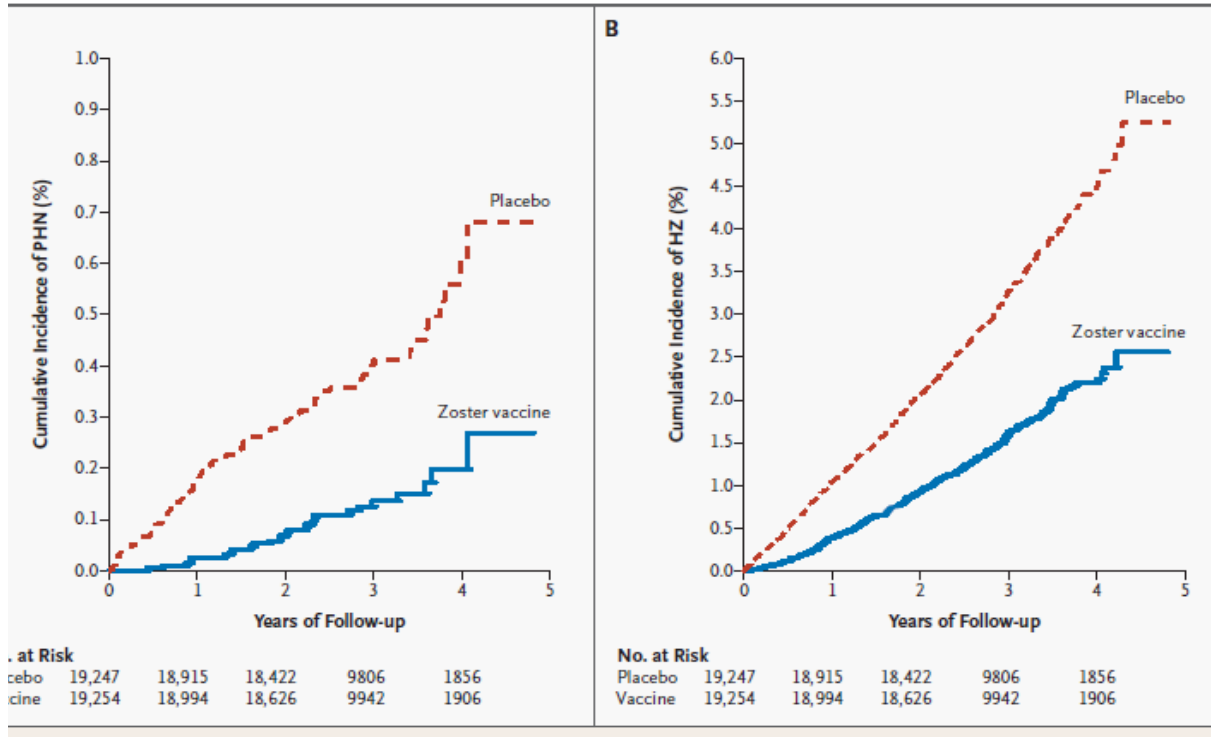 1.0
0.9
0.8
0.7
0.6
0.5
0.4
0.3
0.2
0.1
0.0
Cumulative Incidence of PHN (%)
Placebo
Zoster vaccine
0 1 2 3 4 5
Years of Follow-up
at Risk
19,247 18,915 18,422 9806 1856
19,254 18,994 18,626 9942 1906
B
6.0
5.5
5.0
4.5
4.0
3.5
3.0
2.5
2.0
1.5
1.0
0.5
0.0
Cumulative Incidence of HZ (%)
Placebo
Zoster vaccine
0 1 2 3 4 5
Years of Follow-up
No. at Risk
Placebo 19,247 18,915 18,422 9806 1856
Vaccine 19,254 18,994 18,626 9942 1906